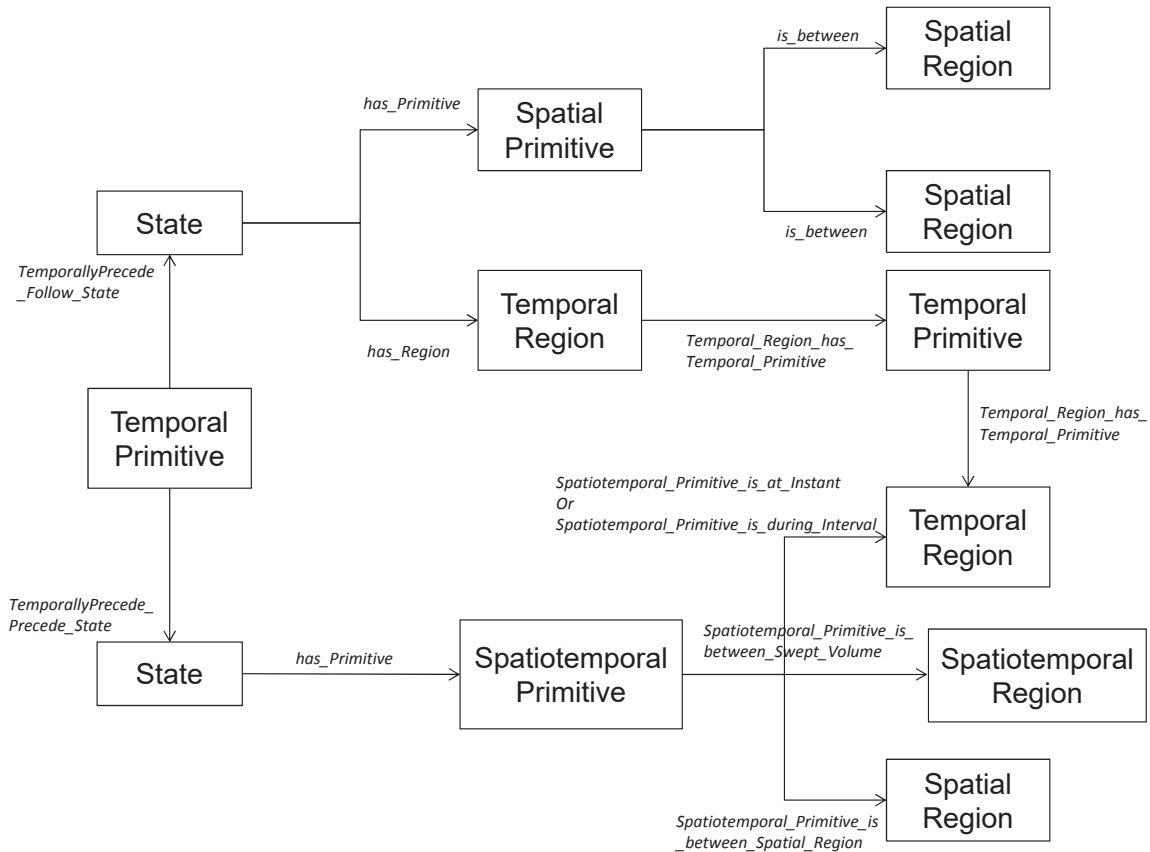 is_between
Spatial
Region
has_Primitive
Spatial
Primitive
Spatial
Region
is_between
State
TemporallyPrecede
_Follow_State
Temporal
Region
has_Region
Temporal_Region_has_
Temporal_Primitive
Temporal
Primitive
Temporal
Primitive
Temporal_Region_has_
Temporal_Primitive
Spatiotemporal_Primitive_is_at_Instant
Or
Spatiotemporal_Primitive_is_during_Interval
Temporal
Region
TemporallyPrecede_
Precede_State
State
has_Primitive
Spatiotemporal
Primitive
Spatiotemporal_Primitive_is_
between_Swept_Volume
Spatiotemporal
Region
Spatial
Region
Spatiotemporal_Primitive_is
_between_Spatial_Region